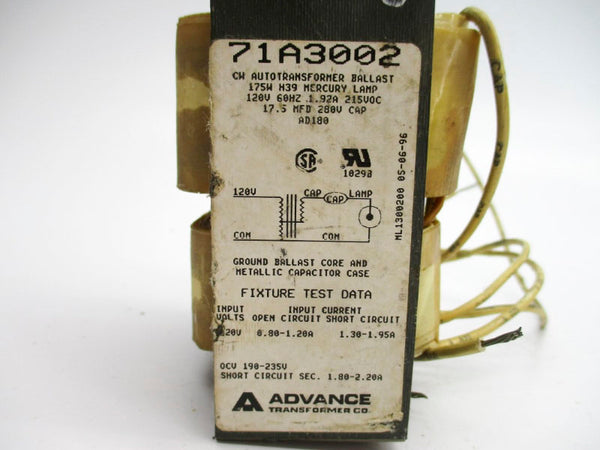 71A3002
CW AUTOTRANSFORMER BALLAST
175W H39 MERCURY LAMP
120V 60HZ 1.92A 215VOC
17.5 MFD 280V CAP
AD180
SA
UR
1029B
120V
CAP
CAP
LAMP
COM
COM
ML1300200 05-06-96
GROUND BALLAST CORE AND
METALLIC CAPACITOR CASE
FIXTURE TEST DATA
INPUT INPUT CURRENT
VOLTS OPEN CIRCUIT SHORT CIRCUIT
120V 0.80-1.20A 1.30-1.95A
OCV 190-235V
SHORT CIRCUIT SEC. 1.80-2.20A
ADVANCE
TRANSFORMER CO.
CAP